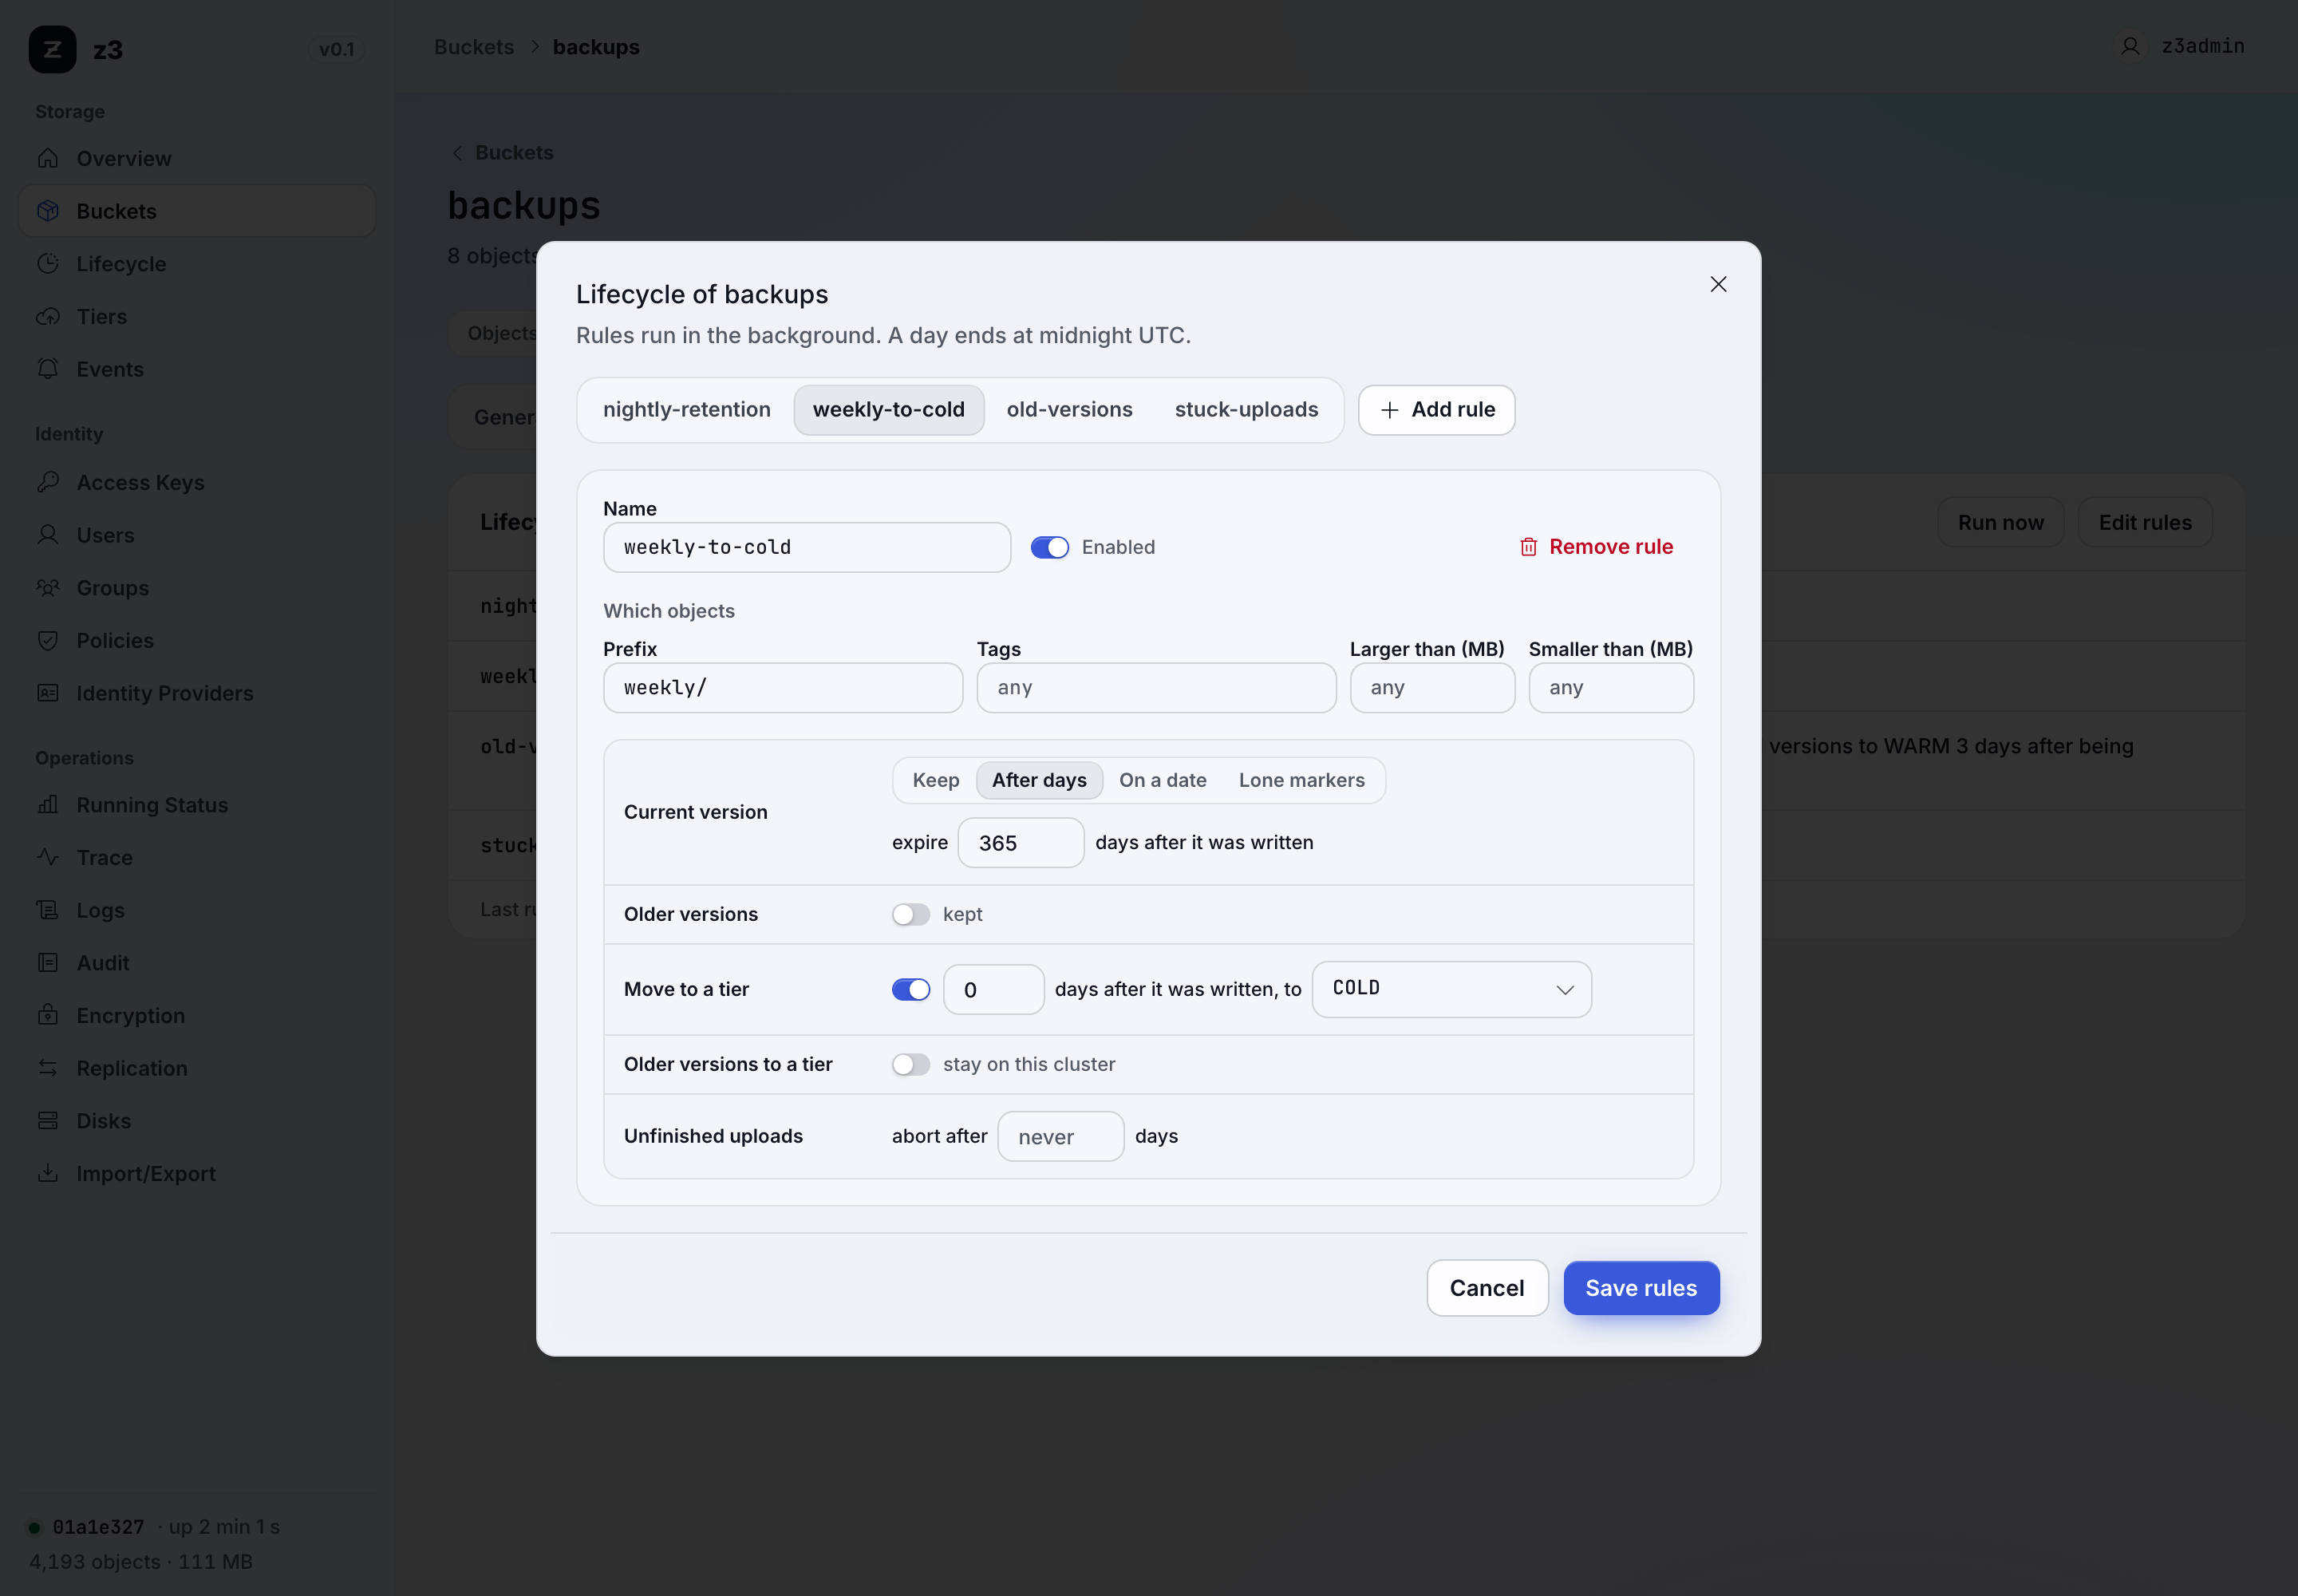 z3
v0.1
Buckets > backups
z3admin
Storage
Overview
Buckets
Lifecycle
Tiers
Events
Identity
Access Keys
Users
Groups
Policies
Identity Providers
Operations
Running Status
Trace
Logs
Audit
Encryption
Replication
Disks
Import/Export
01a1e327 · up 2 min 1 s
4,193 objects · 111 MB
Buckets
backups
8 objects
Objects
Run now
Edit rules
versions to WARM 3 days after being
Lifecycle of backups
Rules run in the background. A day ends at midnight UTC.
nightly-retention weekly-to-cold old-versions stuck-uploads Add rule
Name
weekly-to-cold Enabled Remove rule
Which objects
Prefix Tags Larger than (MB) Smaller than (MB)
weekly/ any any any
Keep After days On a date Lone markers
Current version
expire 365 days after it was written
Older versions kept
Move to a tier 0 days after it was written, to COLD
Older versions to a tier stay on this cluster
Unfinished uploads abort after never days
Cancel Save rules